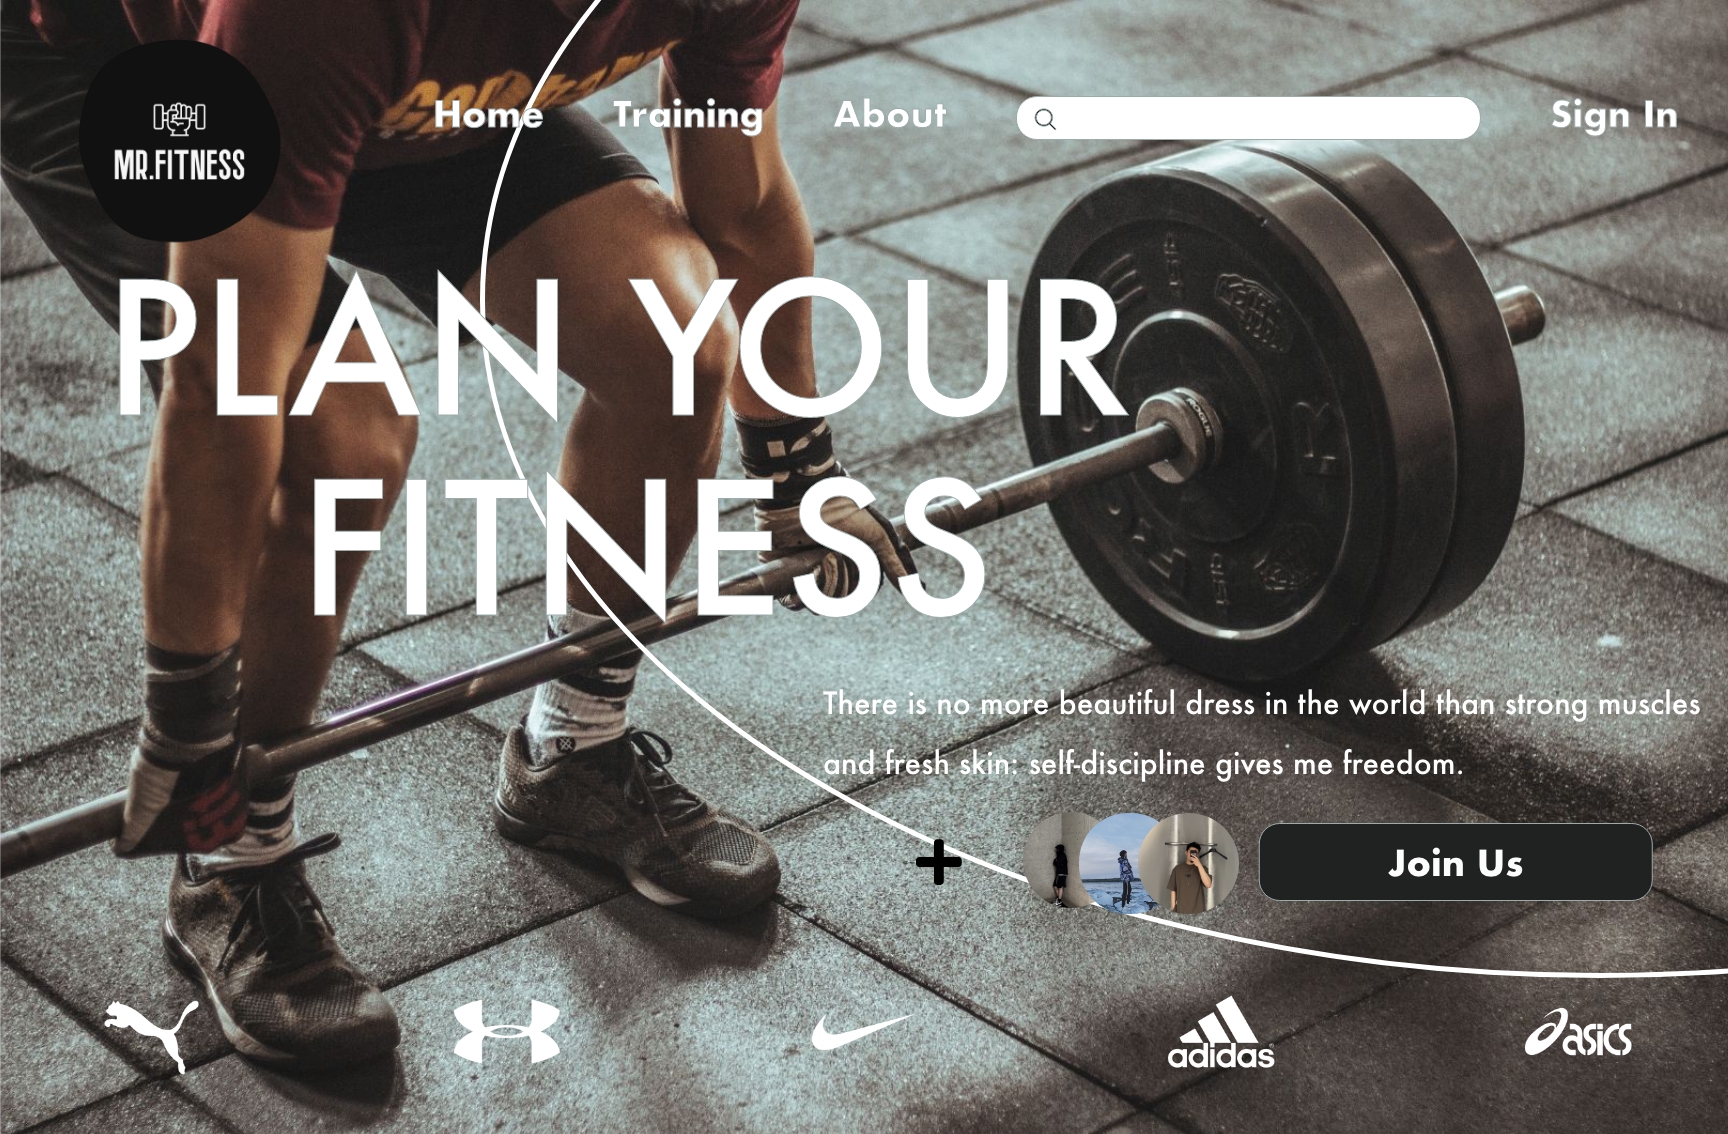 MR.FITNESS
Home
Training
About
Sign In
PLAN YOUR
FITNESS
There is no more beautiful dress in the world than strong muscles
and fresh skin: self-discipline gives me freedom.
Join Us
adidas
asics
ROGUE